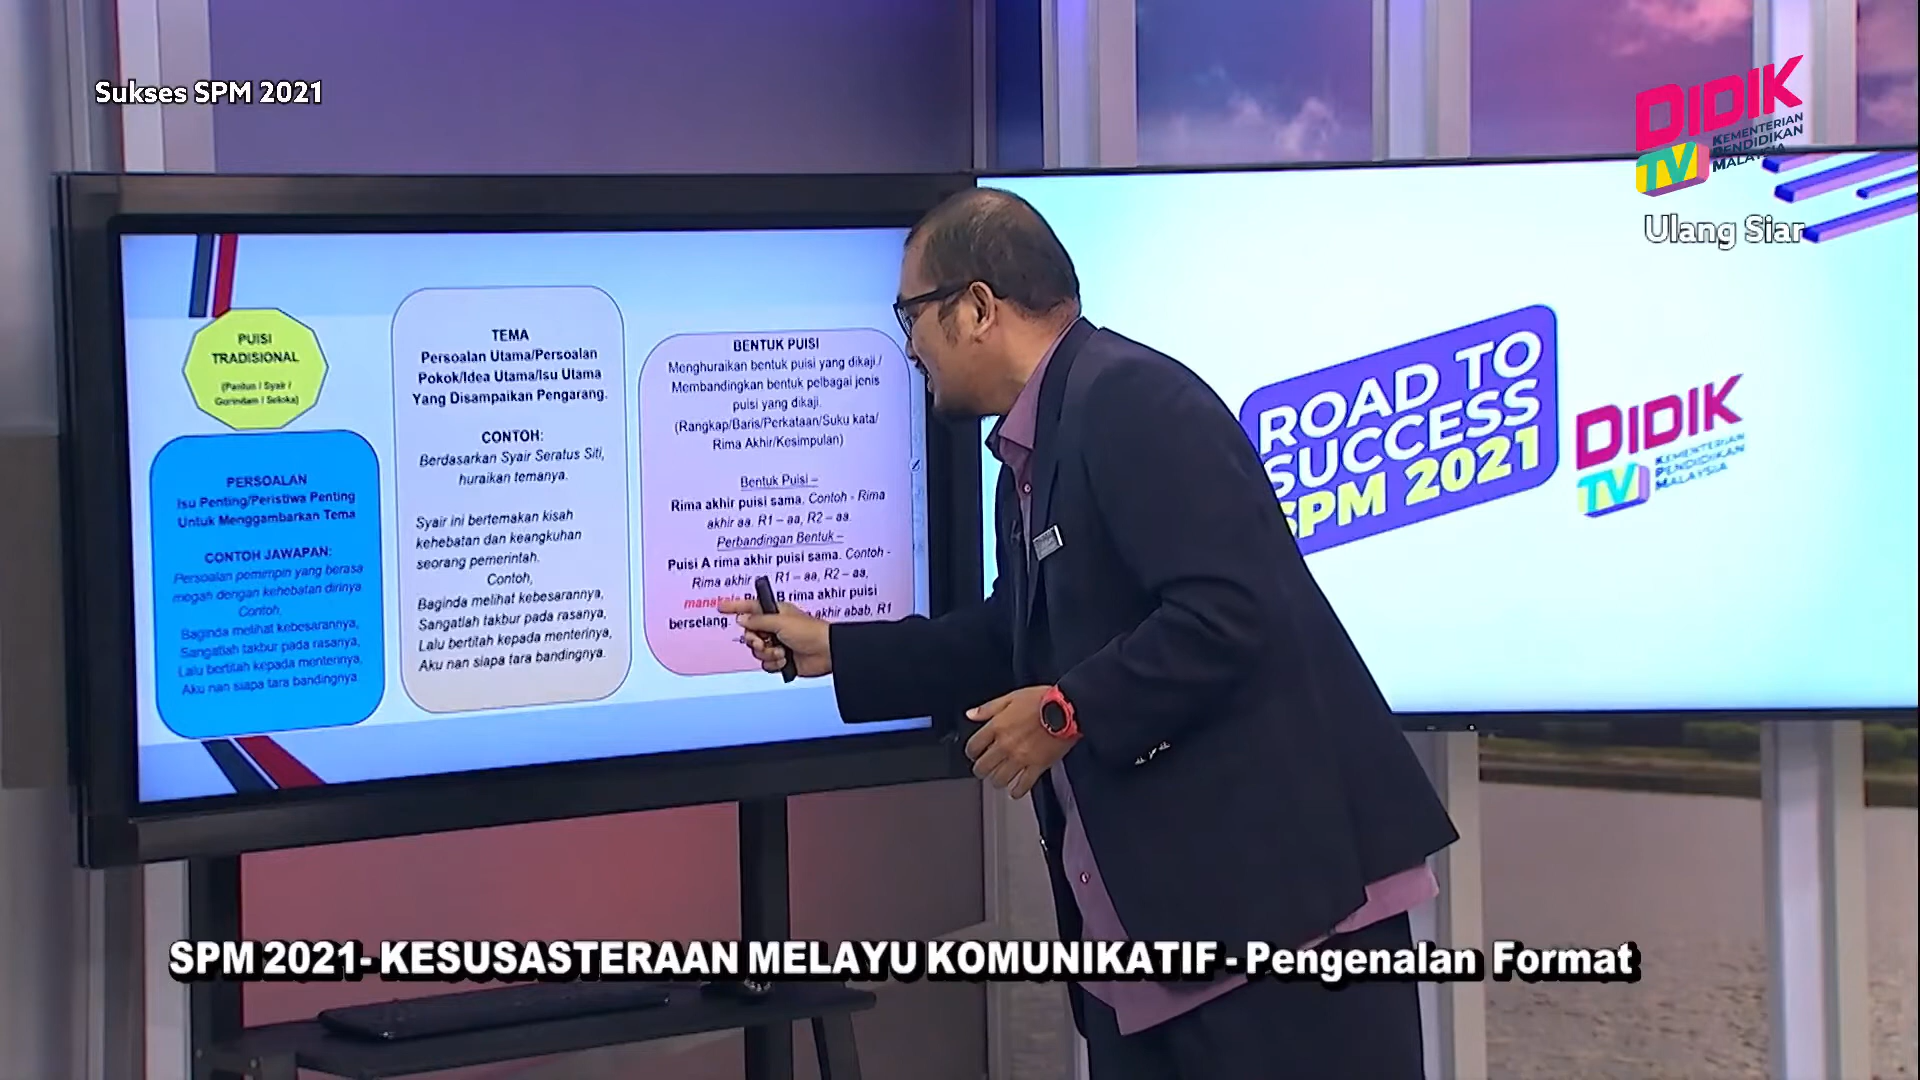 Sukses SPM 2021
DIDIK
TV
KEMENTERIAN
PENDIDIKAN
MALAYSIA
Ulang Siar
PUISI
TRADISIONAL
(Pantun / Syair /
Gurindam / Seloka)
PERSOALAN
Isu Penting/Peristiwa Penting
Untuk Menggambarkan Tema
CONTOH JAWAPAN:
Persoalan pemimpin yang berasa
megah dengan kehebatan dirinya
Contoh,
Baginda melihat kebesarannya,
Sangatlah takbur pada rasanya,
Lalu bertitah kepada menterinya,
Aku nan siapa tara bandingnya.
TEMA
Persoalan Utama/Persoalan
Pokok/Idea Utama/Isu Utama
Yang Disampaikan Pengarang.
CONTOH:
Berdasarkan Syair Seratus Siti,
huraikan temanya.
Syair ini bertemakan kisah
kehebatan dan keangkuhan
seorang pemerintah.
Contoh,
Baginda melihat kebesarannya,
Sangatlah takbur pada rasanya,
Lalu bertitah kepada menterinya,
Aku nan siapa tara bandingnya.
BENTUK PUISI
Menghuraikan bentuk puisi yang dikaji./
Membandingkan bentuk pelbagai jenis
puisi yang dikaji.
(Rangkap/Baris/Perkataan/Suku kata/
Rima Akhir/Kesimpulan)
Bentuk Puisi –
Rima akhir puisi sama. Contoh - Rima
akhir aa. R1 – aa, R2 – aa.
Perbandingan Bentuk –
Puisi A rima akhir puisi sama. Contoh -
Rima akhir R1 – aa, R2 – aa,
B rima akhir puisi
berselang. akhir abab, R1
ROAD TO
SUCCESS
SPM 2021
DIDIK
TV
KEMENTERIAN
PENDIDIKAN
MALAYSIA
SPM 2021- KESUSASTERAAN MELAYU KOMUNIKATIF - Pengenalan Format